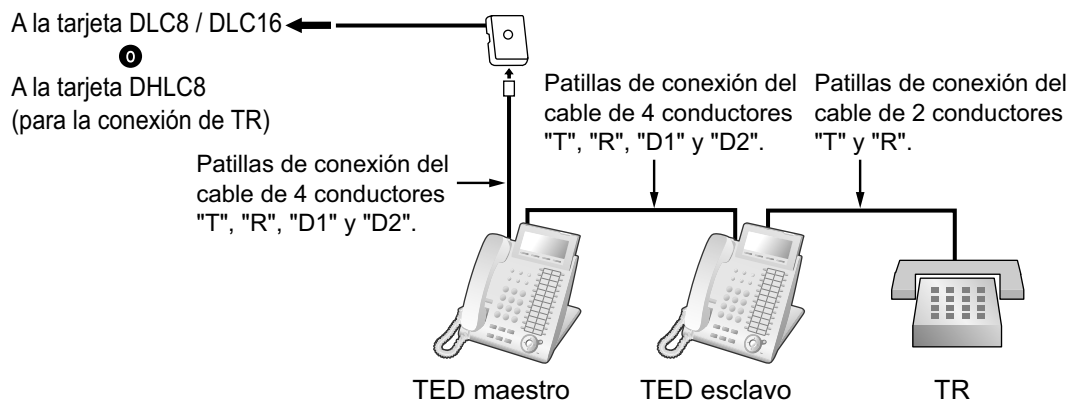 A la tarjeta DLC8 / DLC16
O
A la tarjeta DHLC8
(para la conexión de TR)
Patillas de conexión del
cable de 4 conductores
"T", "R", "D1" y "D2".
Patillas de conexión del
cable de 4 conductores
"T", "R", "D1" y "D2".
Patillas de conexión del
cable de 2 conductores
"T" y "R".
TED maestro
TED esclavo
TR